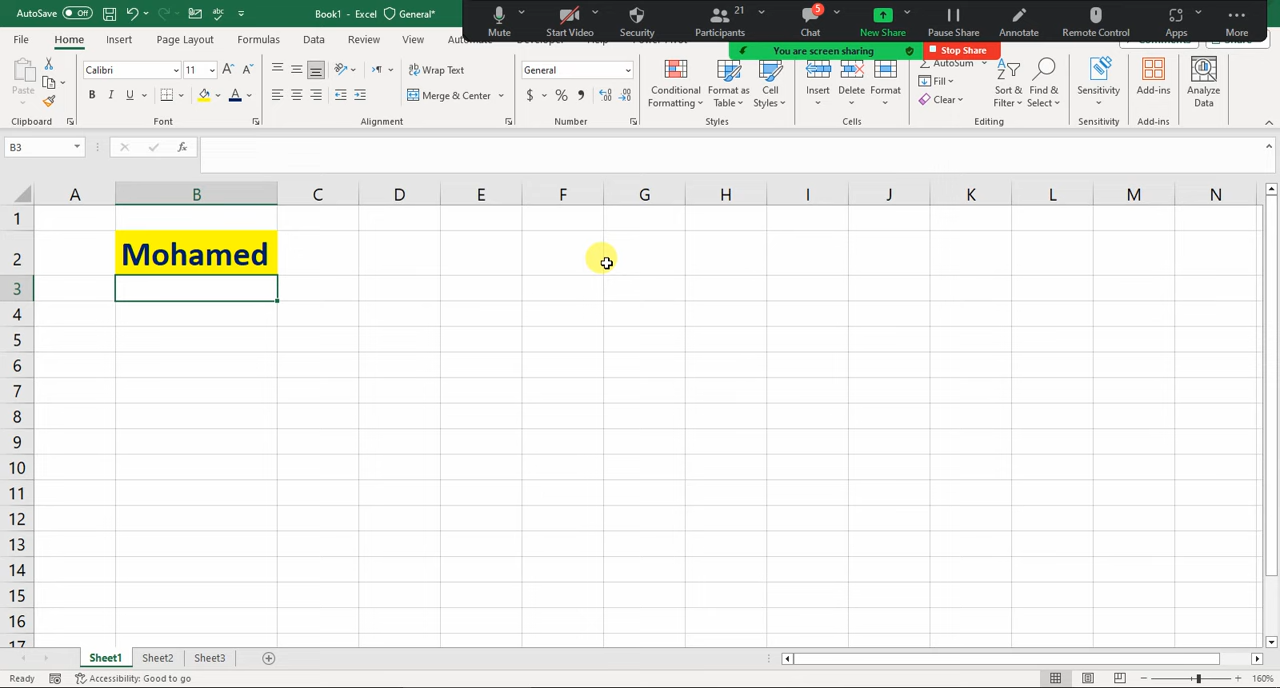 AutoSave Off Book1 - Excel General*
Mute Start Video Security Participants 21 Chat 5 New Share Pause Share Annotate Remote Control Apps More
You are screen sharing Stop Share
File Home Insert Page Layout Formulas Data Review View
Paste Calibri 11 Wrap Text General Conditional Formatting Format as Table Cell Styles Insert Delete Format AutoSum Fill Clear Sort & Filter Find & Select Sensitivity Add-ins Analyze Data
B I U A Merge & Center $ %
Clipboard Font Alignment Number Styles Cells Editing Sensitivity Add-ins
B3 fx
A B C D E F G H I J K L M N
1
2 Mohamed
3
4
5
6
7
8
9
10
11
12
13
14
15
16
17
Sheet1 Sheet2 Sheet3
Ready Accessibility: Good to go 160%